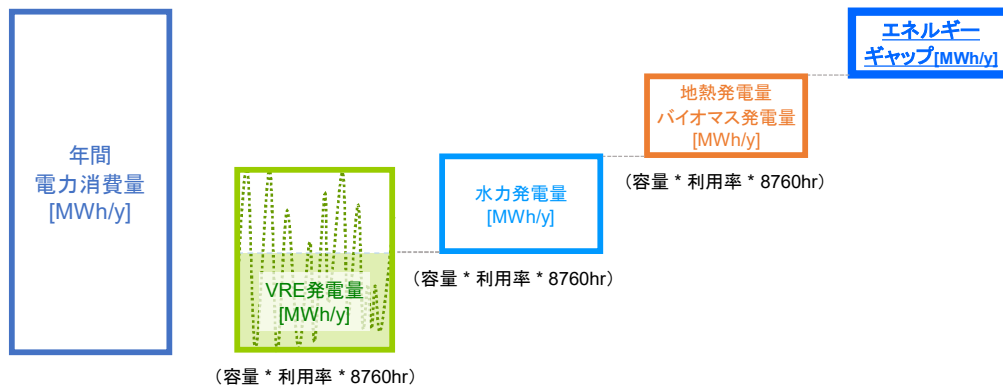 年間
電力消費量
[MWh/y]
VRE発電量
[MWh/y]
（容量 * 利用率 * 8760hr）
水力発電量
[MWh/y]
（容量 * 利用率 * 8760hr）
地熱発電量
バイオマス発電量
[MWh/y]
（容量 * 利用率 * 8760hr）
エネルギー
ギャップ[MWh/y]